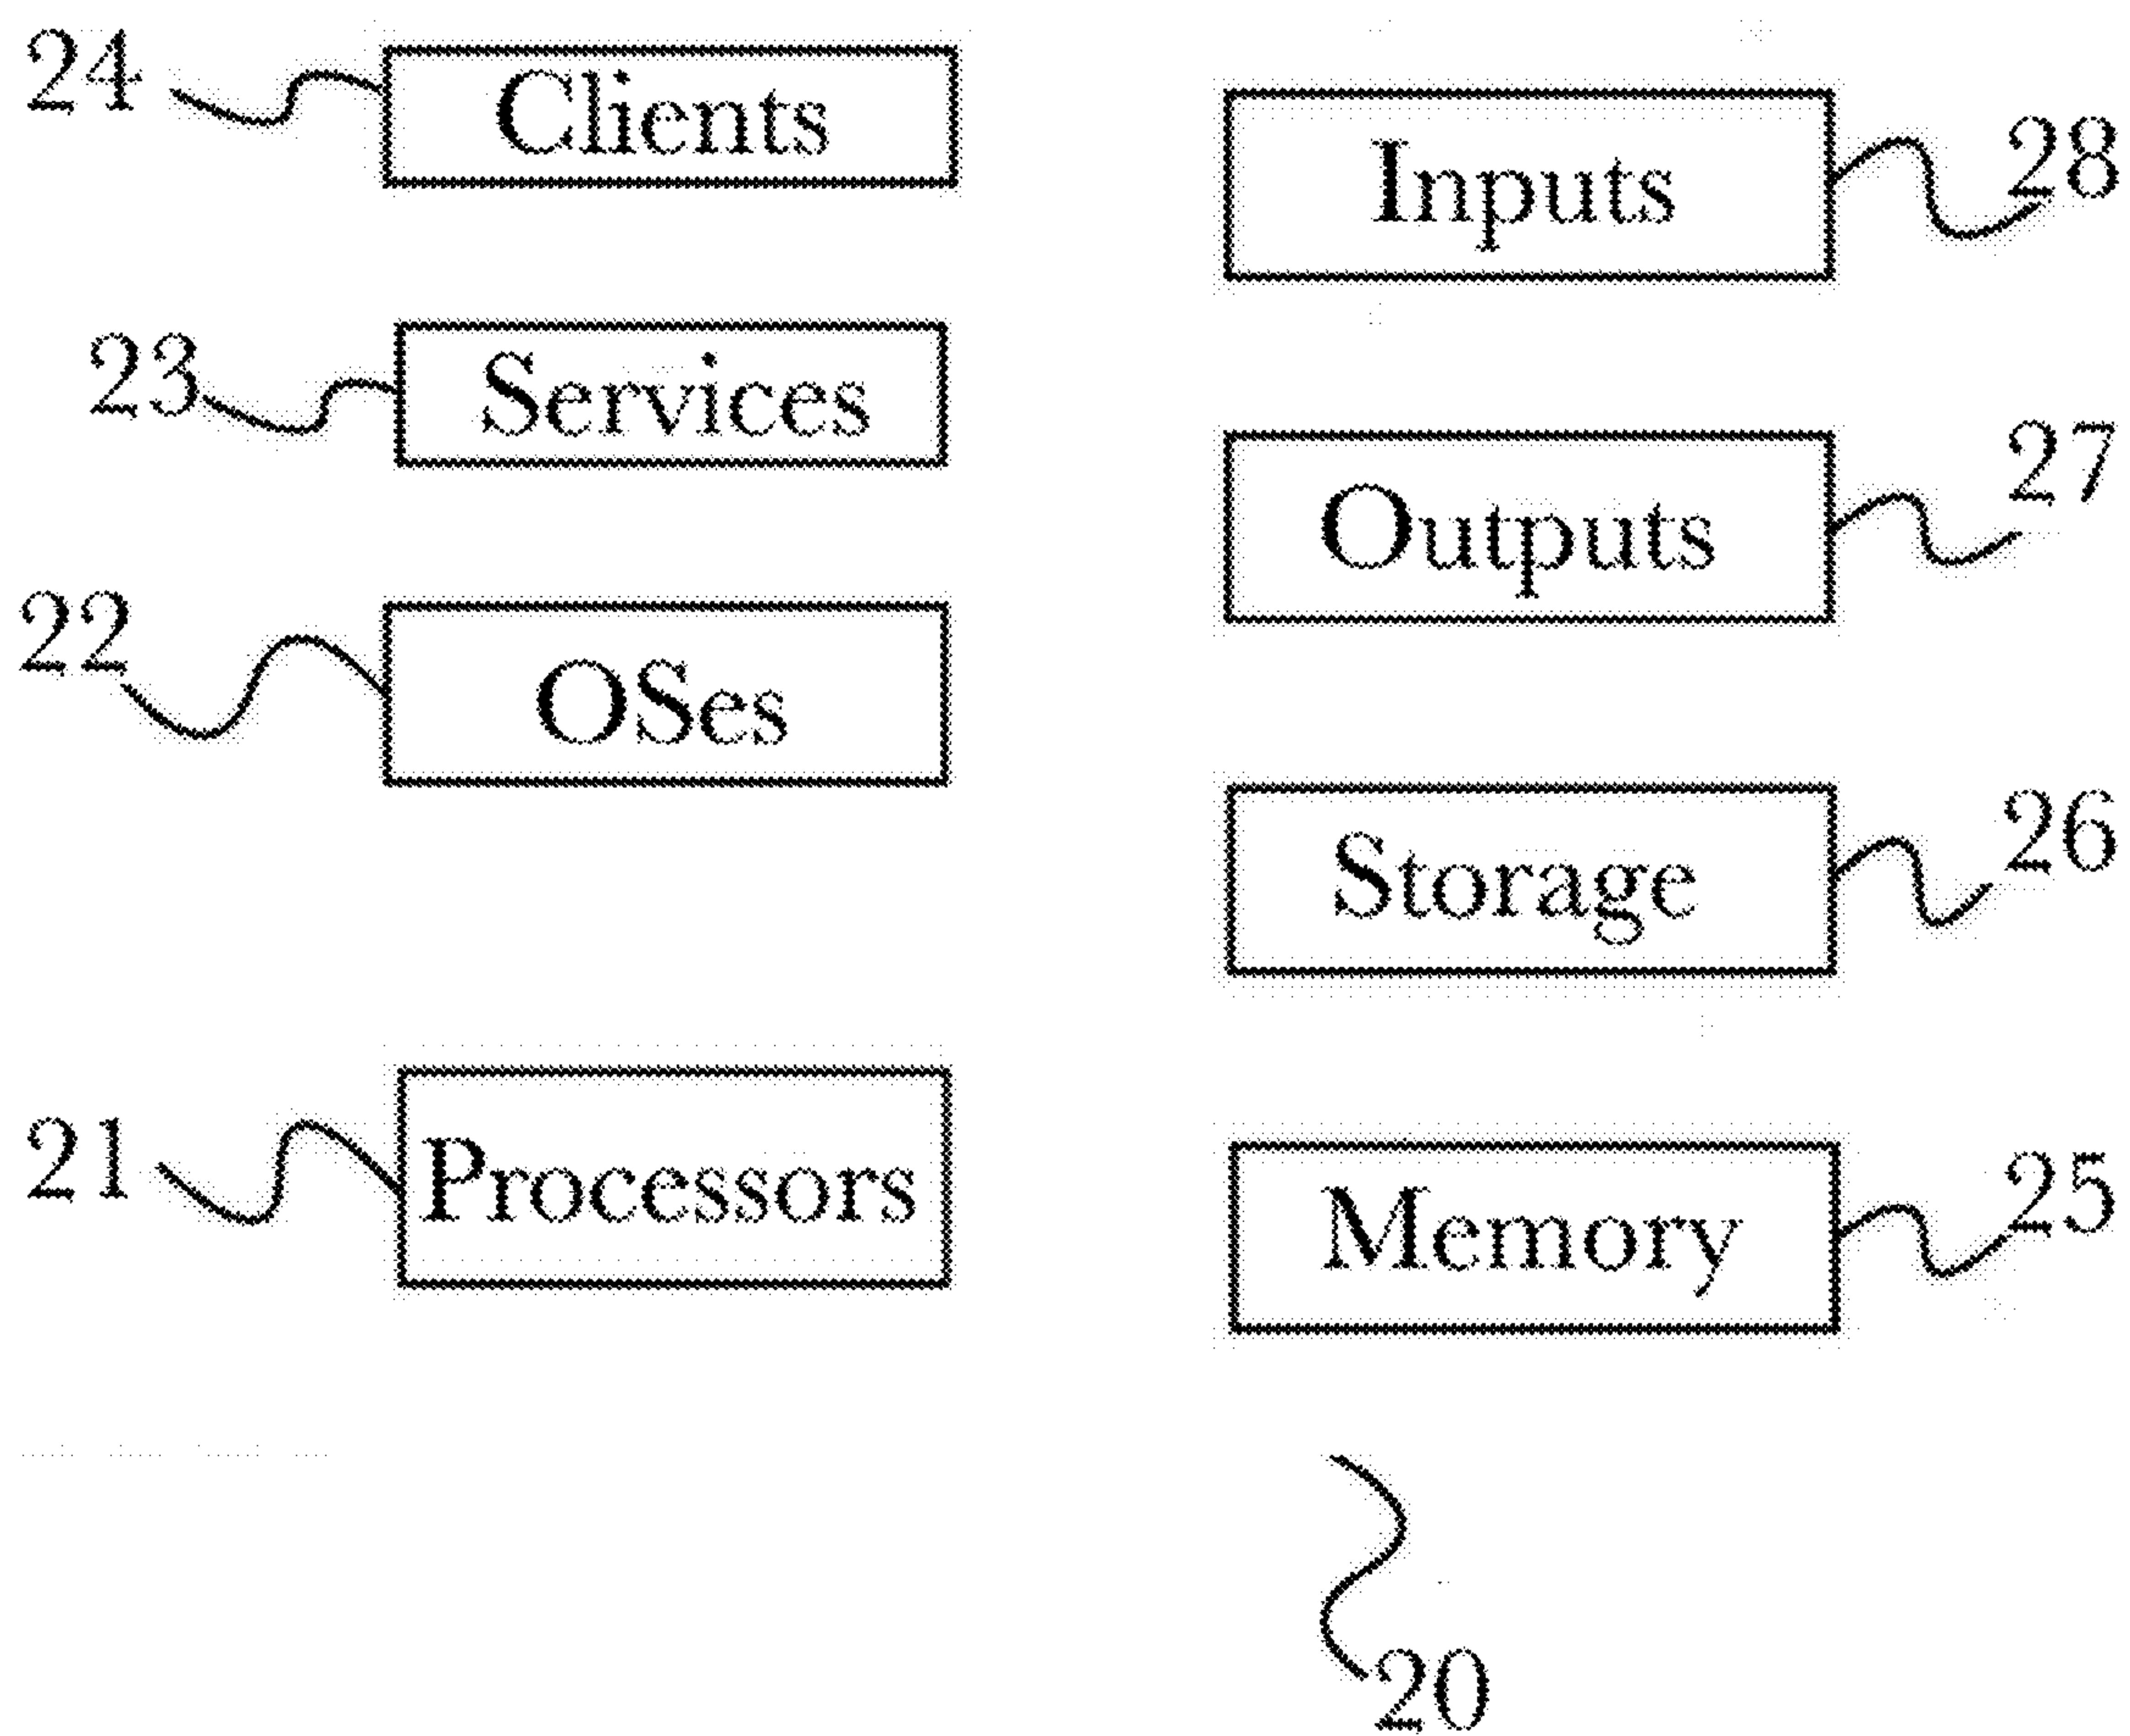 24 Clients
23 Services
22 OSes
21 Processors
Inputs 28
Outputs 27
Storage 26
Memory 25
20